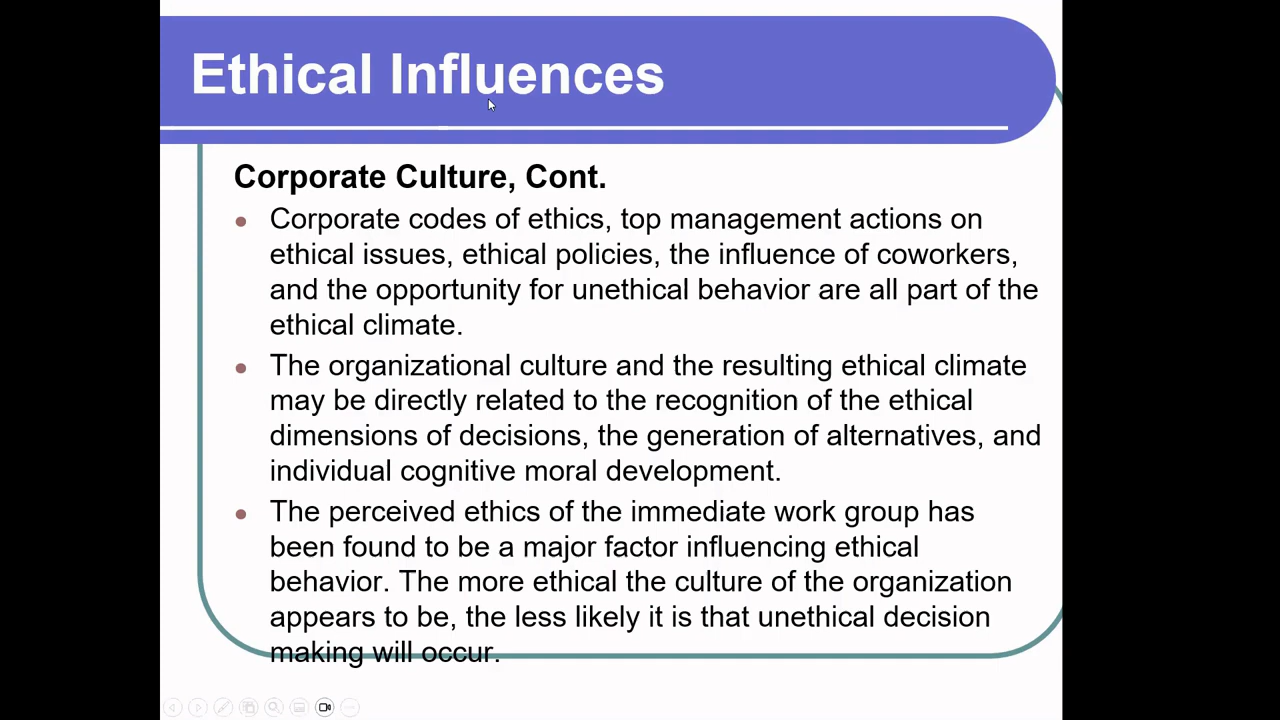 Ethical Influences
Corporate Culture, Cont.
Corporate codes of ethics, top management actions on
ethical issues, ethical policies, the influence of coworkers,
and the opportunity for unethical behavior are all part of the
ethical climate.
The organizational culture and the resulting ethical climate
may be directly related to the recognition of the ethical
dimensions of decisions, the generation of alternatives, and
individual cognitive moral development.
The perceived ethics of the immediate work group has
been found to be a major factor influencing ethical
behavior. The more ethical the culture of the organization
appears to be, the less likely it is that unethical decision
making will occur.